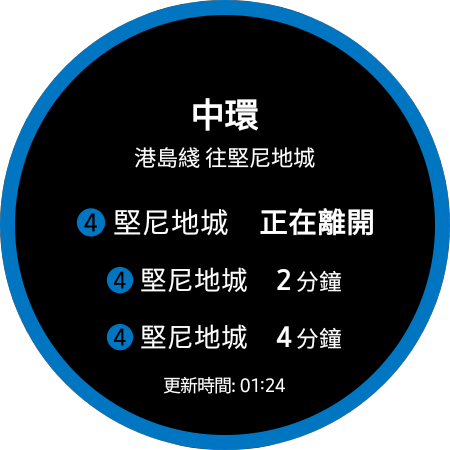 中環
港島綫 往堅尼地城
4 堅尼地城 正在離開
4 堅尼地城 2 分鐘
4 堅尼地城 4 分鐘
更新時間: 01:24